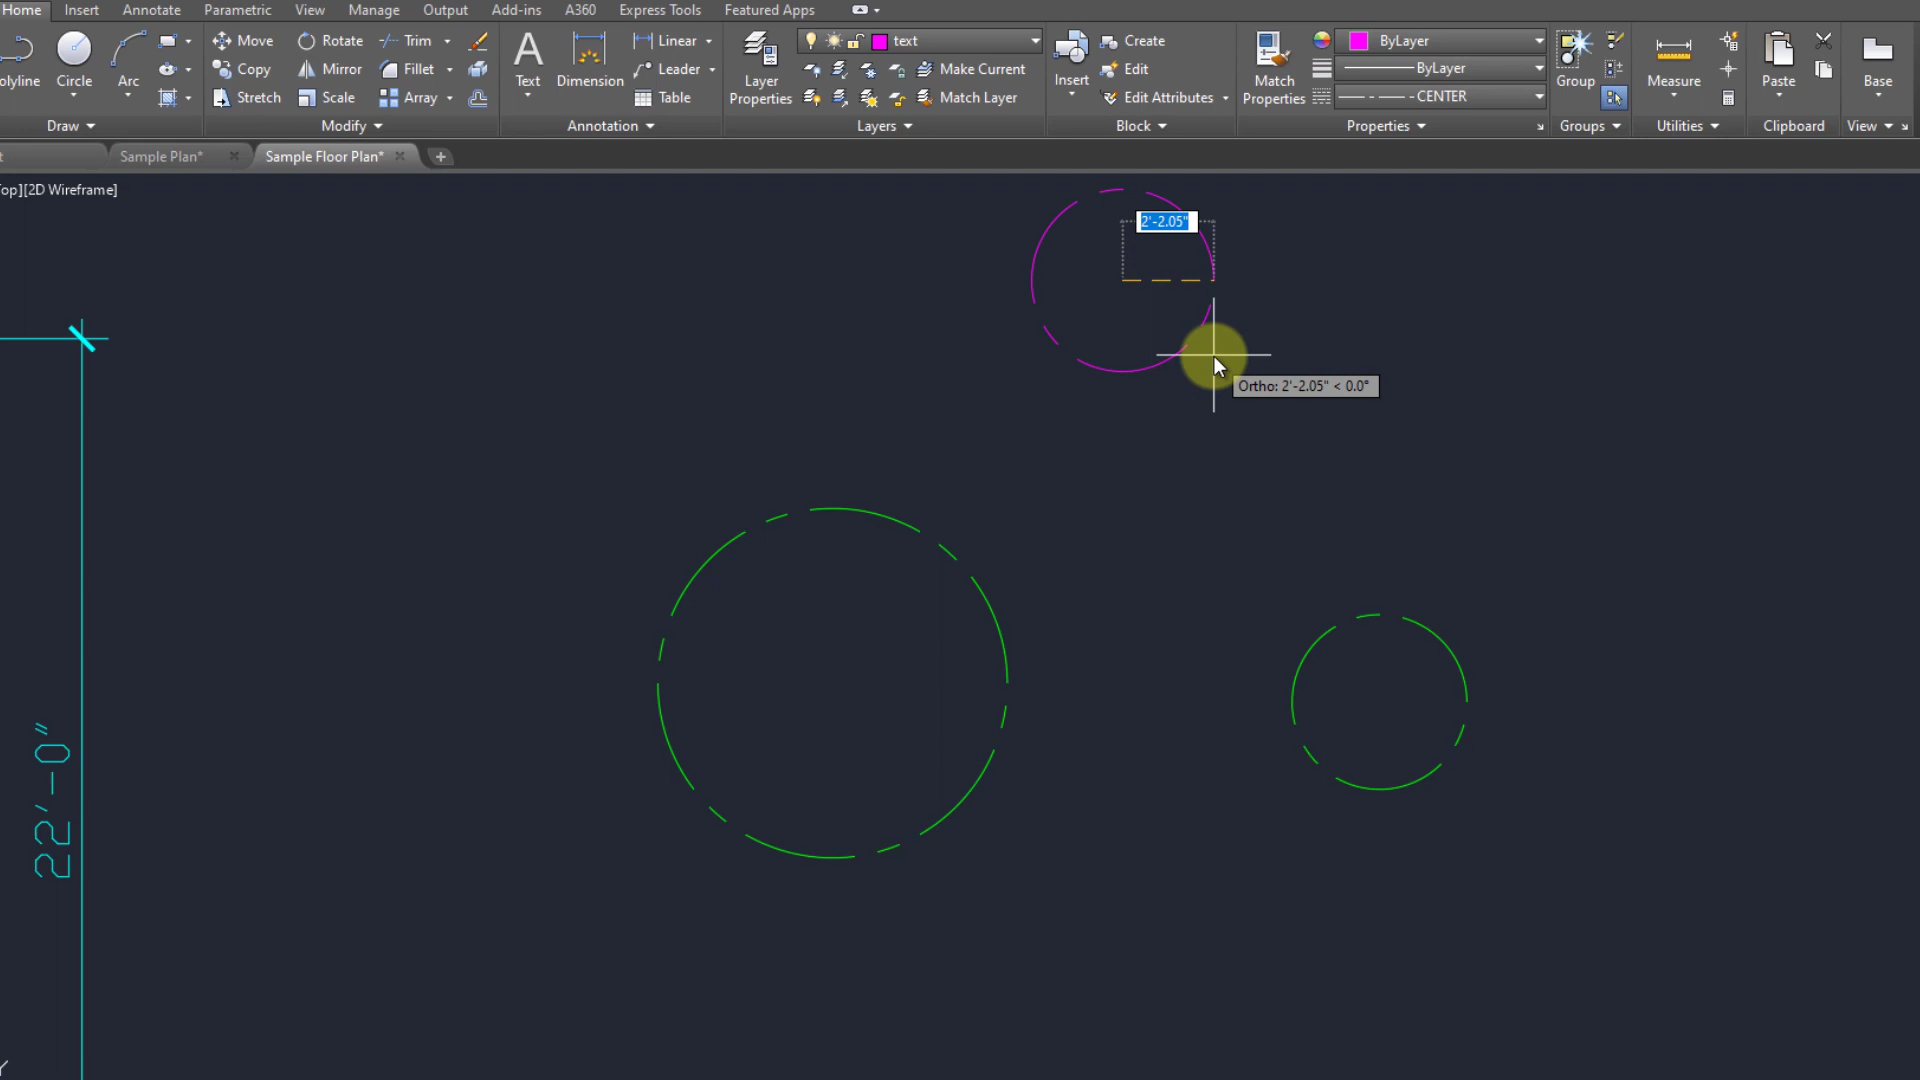 Home Insert Annotate Parametric View Manage Output Add-ins A360 Express Tools Featured Apps
Move Rotate Trim Linear text Create ByLayer
Copy Mirror Fillet Leader Make Current Edit ByLayer
Circle Arc Text Dimension Layer Properties Insert Match Properties Group Measure Paste Base
Stretch Scale Array Table Match Layer Edit Attributes CENTER
Draw Modify Annotation Layers Block Properties Groups Utilities Clipboard View
Sample Plan* Sample Floor Plan*
op][2D Wireframe]
2'-2.05"
Ortho: 2'-2.05" < 0.0°
22'-0"